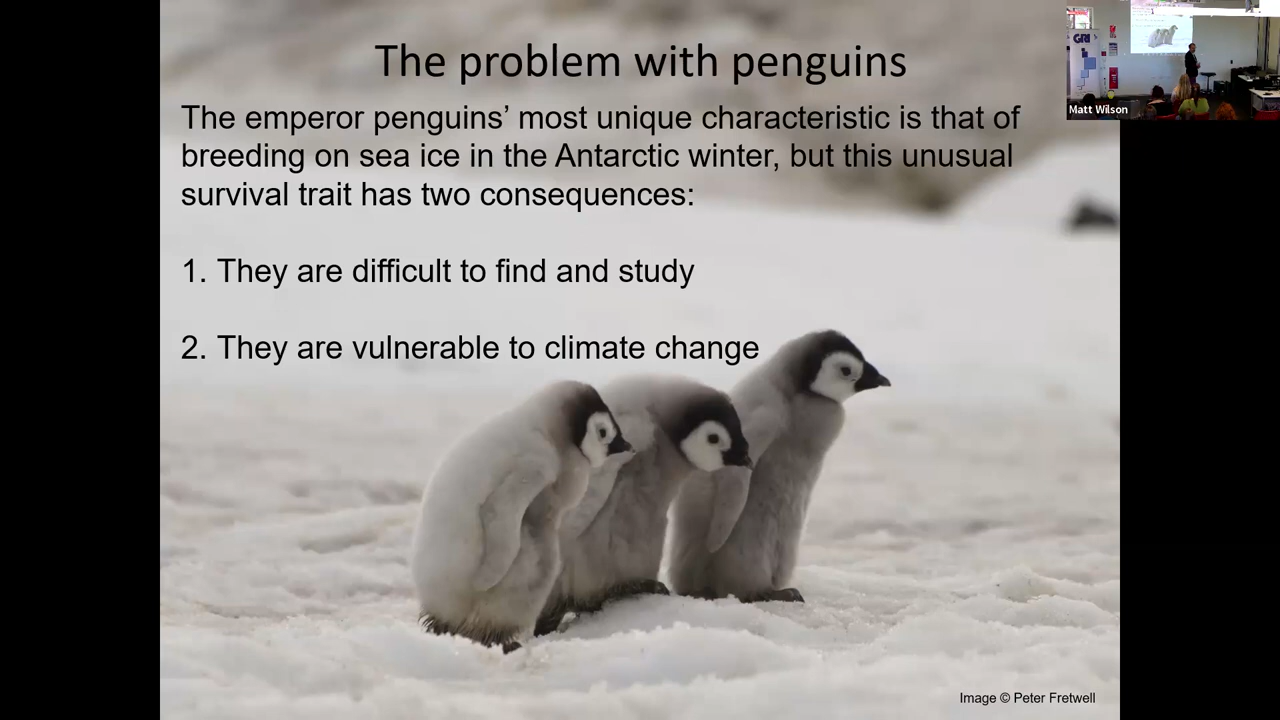 The problem with penguins
The emperor penguins’ most unique characteristic is that of
breeding on sea ice in the Antarctic winter, but this unusual
survival trait has two consequences:
1. They are difficult to find and study
2. They are vulnerable to climate change
Image © Peter Fretwell
GRI
Matt Wilson